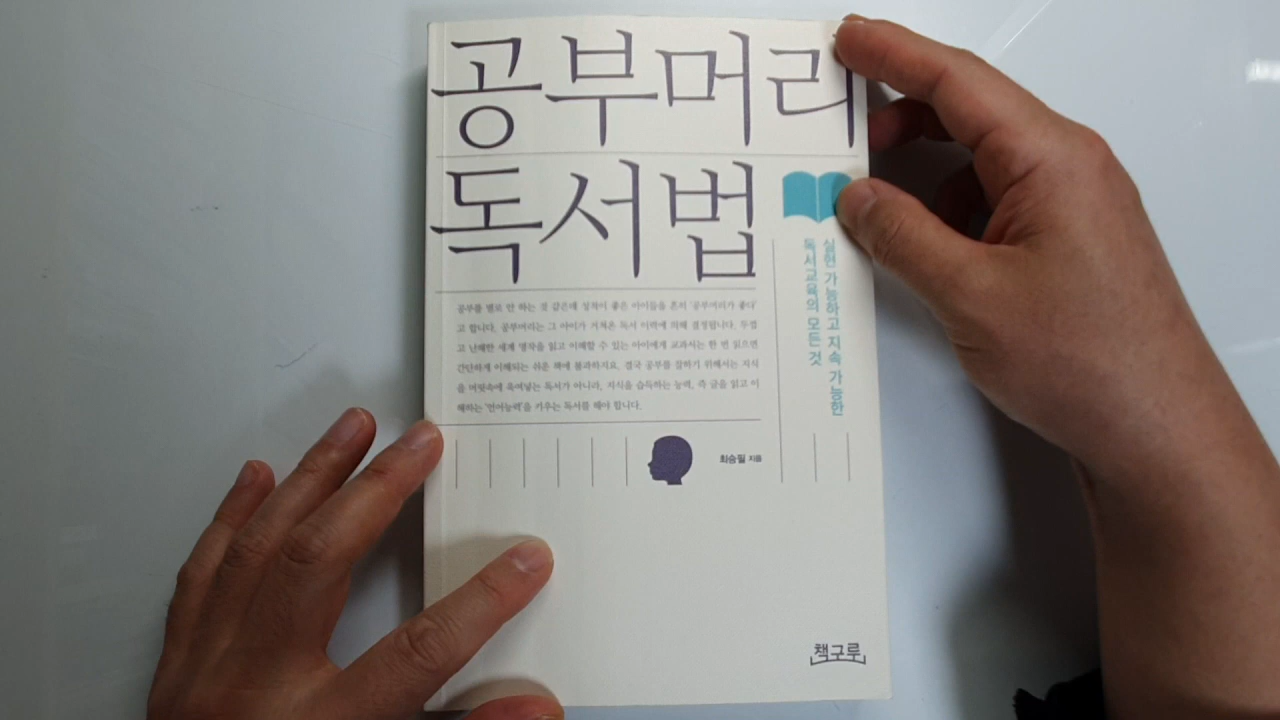 공부머리
독서법
실현 가능하고 지속 가능한
독서교육의 모든 것
공부를 별로 안 하는 것 같은데 성적이 좋은 아이들을 흔히 '공부머리가 좋다'
고 합니다. 공부머리는 그 아이가 거쳐온 독서 이력에 의해 결정됩니다. 두껍
고 난해한 세계 명작을 읽고 이해할 수 있는 아이에게 교과서는 한 번 읽으면
간단하게 이해되는 쉬운 책에 불과하지요. 결국 공부를 잘하기 위해서는 지식
을 머릿속에 욱여넣는 독서가 아니라, 지식을 습득하는 능력, 즉 글을 읽고 이
해하는 '언어능력'을 키우는 독서를 해야 합니다.
최승필 지음
책구루